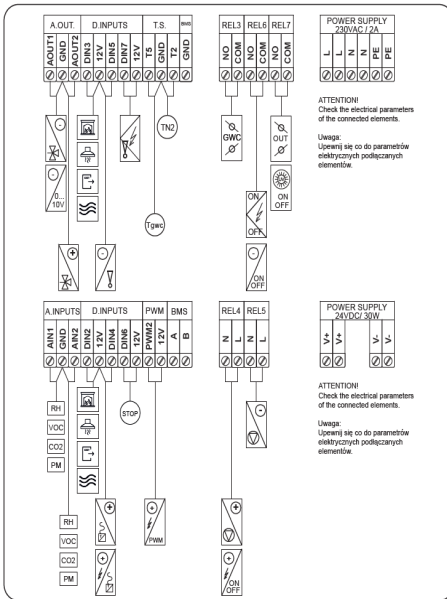 A.OUT. D.INPUTS T.S. BMS
AOUT1 GND AOUT2 DIN3 12V DIN5 DIN7 12V T5 GND T2 GND
REL3 REL6 REL7
NO COM NO COM NO COM
POWER SUPPLY
230VAC / 2A
L L N N PE PE
ATTENTION!
Check the electrical parameters
of the connected elements.
Uwaga:
Upewnij się co do parametrów
elektrycznych podłączanych
elementów.
TN2
GWC
OUT
0...
10V
Tgwc
ON
OFF
ON
OFF
ON
OFF
A.INPUTS D.INPUTS PWM BMS
AIN1 GND AIN2 DIN2 12V DIN4 DIN6 12V PWM2 12V A B
REL4 REL5
N L N L
POWER SUPPLY
24VDC/ 30W
V+ V+ V- V-
ATTENTION!
Check the electrical parameters
of the connected elements.
Uwaga:
Upewnij się co do parametrów
elektrycznych podłączanych
elementów.
RH
VOC
CO2
PM
STOP
RH
VOC
CO2
PM
PWM
ON
OFF